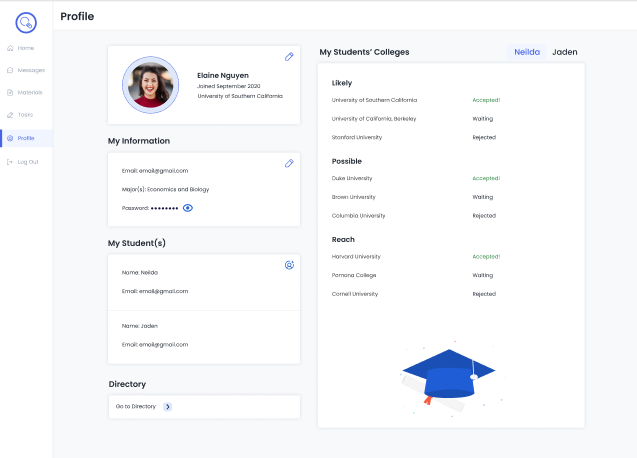 Profile
Home
Messages
Materials
Tasks
Profile
Log Out
Elaine Nguyen
Joined September 2020
University of Southern California
My Information
Email: email@gmail.com
Major(s): Economics and Biology
Password: ••••••••
My Student(s)
Name: Neilda
Email: email@gmail.com
Name: Jaden
Email: email@gmail.com
Directory
Go to Directory
My Students' Colleges
Neilda Jaden
Likely
University of Southern California Accepted!
University of California, Berkeley Waiting
Stanford University Rejected
Possible
Duke University Accepted!
Brown University Waiting
Columbia University Rejected
Reach
Harvard University Accepted!
Pomona College Waiting
Cornell University Rejected